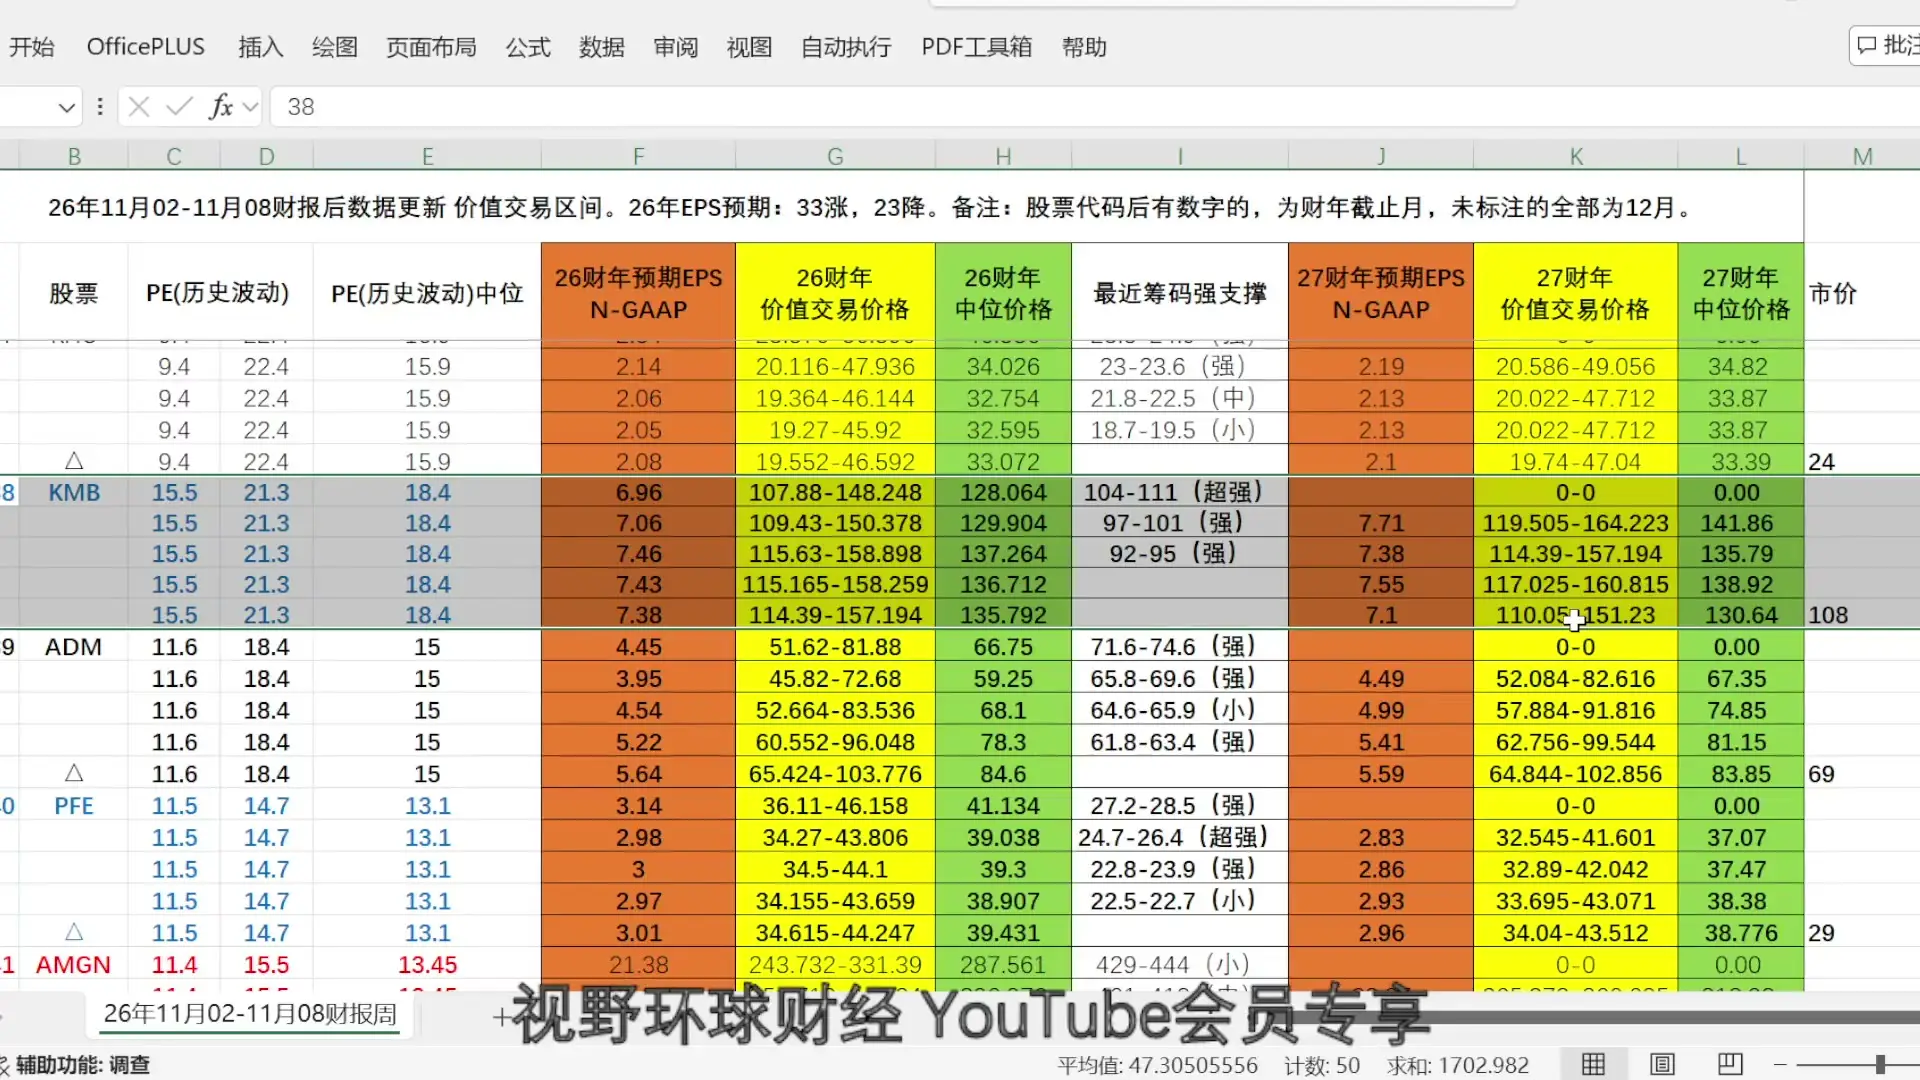 开始 OfficePLUS 插入 绘图 页面布局 公式 数据 审阅 视图 自动执行 PDF工具箱 帮助 批注
fx 38
B C D E F G H I J K L M
26年11月02-11月08财报后数据更新 价值交易区间。26年EPS预期：33涨，23降。备注：股票代码后有数字的，为财年截止月，未标注的全部为12月。
股票 PE(历史波动) PE(历史波动)中位 26财年预期EPS N-GAAP 26财年 价值交易价格 26财年 中位价格 最近筹码强支撑 27财年预期EPS N-GAAP 27财年 价值交易价格 27财年 中位价格 市价
9.4 22.4 15.9 2.14 20.116-47.936 34.026 23-23.6（强） 2.19 20.586-49.056 34.82
9.4 22.4 15.9 2.06 19.364-46.144 32.754 21.8-22.5（中） 2.13 20.022-47.712 33.87
9.4 22.4 15.9 2.05 19.27-45.92 32.595 18.7-19.5（小） 2.13 20.022-47.712 33.87
△ 9.4 22.4 15.9 2.08 19.552-46.592 33.072 2.1 19.74-47.04 33.39 24
8 KMB 15.5 21.3 18.4 6.96 107.88-148.248 128.064 104-111（超强） 0-0 0.00
15.5 21.3 18.4 7.06 109.43-150.378 129.904 97-101（强） 7.71 119.505-164.223 141.86
15.5 21.3 18.4 7.46 115.63-158.898 137.264 92-95（强） 7.38 114.39-157.194 135.79
15.5 21.3 18.4 7.43 115.165-158.259 136.712 7.55 117.025-160.815 138.92
15.5 21.3 18.4 7.38 114.39-157.194 135.792 7.1 110.05-151.23 130.64 108
9 ADM 11.6 18.4 15 4.45 51.62-81.88 66.75 71.6-74.6（强） 0-0 0.00
11.6 18.4 15 3.95 45.82-72.68 59.25 65.8-69.6（强） 4.49 52.084-82.616 67.35
11.6 18.4 15 4.54 52.664-83.536 68.1 64.6-65.9（小） 4.99 57.884-91.816 74.85
11.6 18.4 15 5.22 60.552-96.048 78.3 61.8-63.4（强） 5.41 62.756-99.544 81.15
△ 11.6 18.4 15 5.64 65.424-103.776 84.6 5.59 64.844-102.856 83.85 69
0 PFE 11.5 14.7 13.1 3.14 36.11-46.158 41.134 27.2-28.5（强） 0-0 0.00
11.5 14.7 13.1 2.98 34.27-43.806 39.038 24.7-26.4（超强） 2.83 32.545-41.601 37.07
11.5 14.7 13.1 3 34.5-44.1 39.3 22.8-23.9（强） 2.86 32.89-42.042 37.47
11.5 14.7 13.1 2.97 34.155-43.659 38.907 22.5-22.7（小） 2.93 33.695-43.071 38.38
△ 11.5 14.7 13.1 3.01 34.615-44.247 39.431 2.96 34.04-43.512 38.776 29
1 AMGN 11.4 15.5 13.45 21.38 243.732-331.39 287.561 429-444（小） 0-0 0.00
26年11月02-11月08财报周
视野环球财经 YouTube会员专享
辅助功能: 调查 平均值: 47.30505556 计数: 50 求和: 1702.982